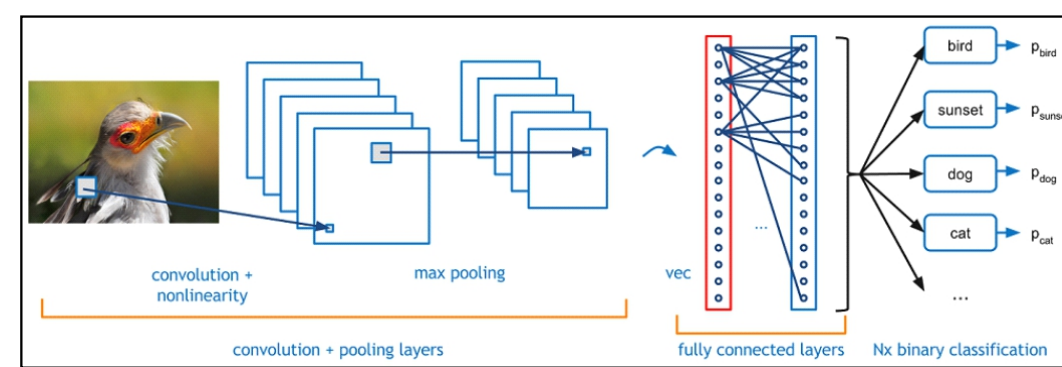 bird
p_bird
sunset
dog
p_dog
cat
p_cat
...
...
convolution +
nonlinearity
max pooling
vec
convolution + pooling layers
fully connected layers
Nx binary classification